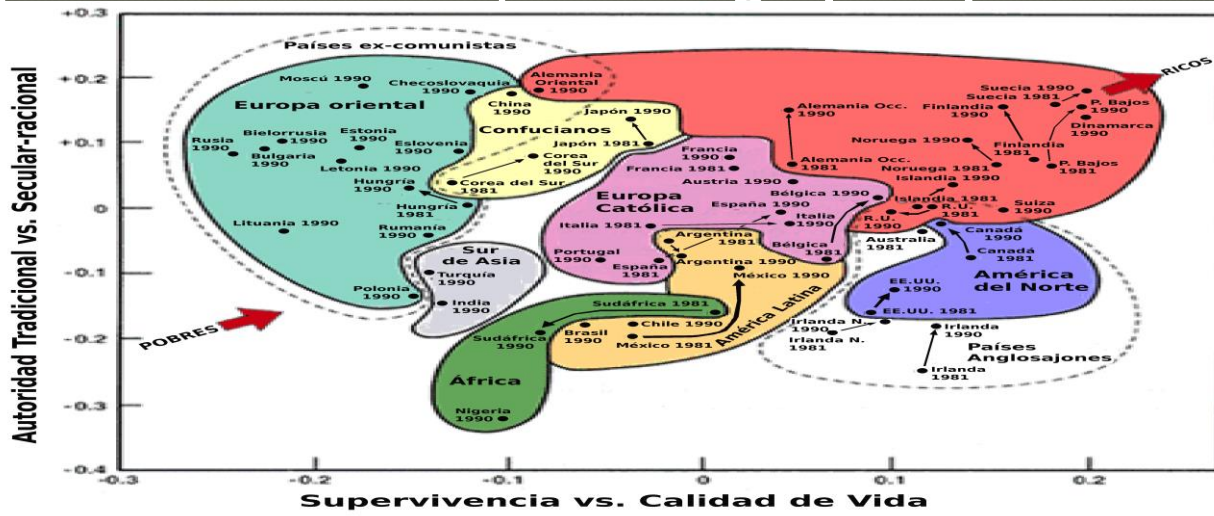 +0.3
Países ex-comunistas
+0.2
Moscú 1990
Checoslovaquia
1990
Alemania
Oriental
1990
China
1990
Europa oriental
Rusia
1990
Bielorrusia
1990
Bulgaria
1990
Estonia
1990
Letonia 1990
Eslovenia
1990
Hungría
1990
Hungría
1981
Lituania 1990
Rumanía
1990
Polonia
1990
Confucianos
Japón 1990
Japón 1981
Corea
del Sur
1990
Corea del Sur
1981
+0.1
0
-0.1
-0.2
-0.3
-0.4
Autoridad Tradicional vs. Secular-racional
Alemania Occ.
1990
Alemania Occ.
1981
Suecia 1990
Suecia 1981
Finlandia
1990
P. Bajos
1990
Dinamarca
1990
Noruega 1990
Finlandia
1981
Noruega 1981
P. Bajos
1981
Islandia
1990
Islandia 1981
R.U.
1990
R.U.
1981
Suiza
1990
RICOS
Francia
1990
Francia 1981
Austria 1990
Europa
Católica
Bélgica 1990
España 1990
Italia
1990
Italia 1981
Portugal
1990
España
1981
Bélgica
1981
Sur
de Asia
Turquía
1990
India
1990
Argentina
1981
Argentina 1990
México 1990
Chile 1990
Brasil
1990
México 1981
América Latina
Sudáfrica 1981
Sudáfrica
1990
África
Nigeria
1990
Australia
1981
Canadá
1990
Canadá
1981
América
del Norte
EE.UU.
1990
EE.UU. 1981
Irlanda N.
1990
Irlanda N.
1981
Irlanda
1990
Irlanda
1981
Países
Anglosajones
POBRES
-0.3
-0.2
-0.1
0
0.1
0.2
Supervivencia vs. Calidad de Vida